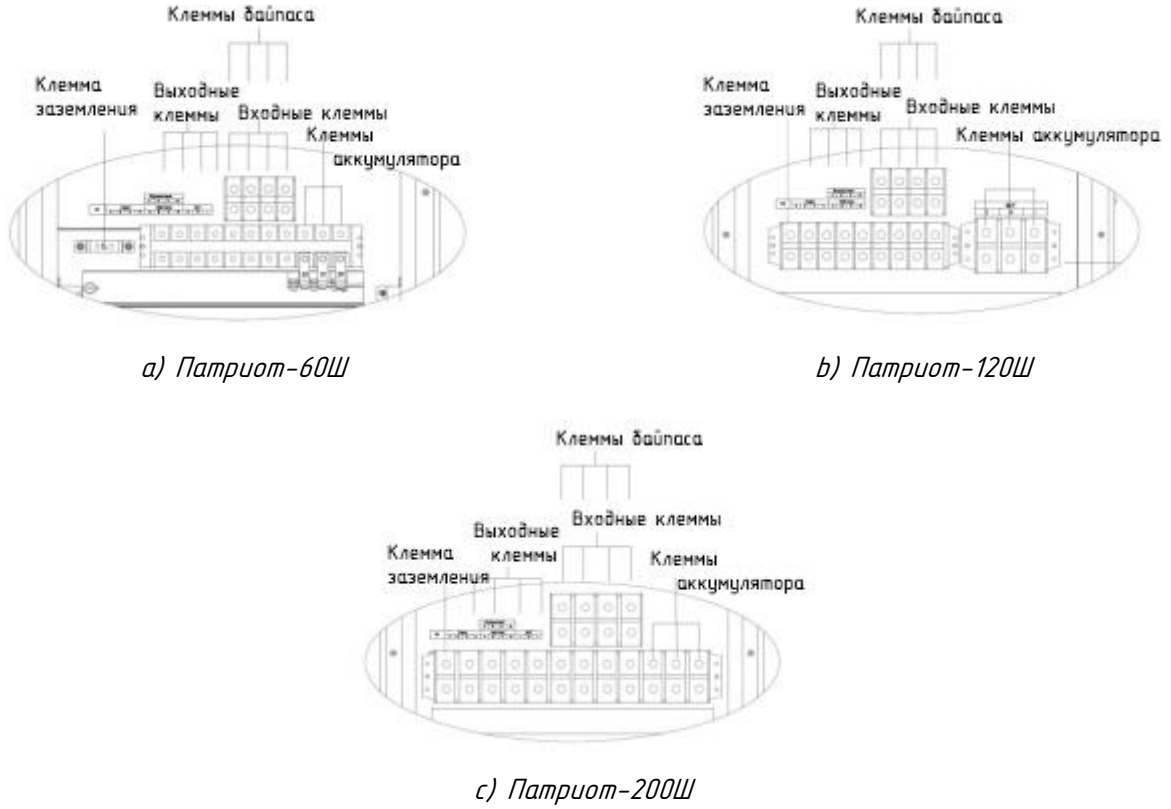 Клеммы байпаса
Клемма
заземления
Выходные
клеммы
Входные клеммы
Клеммы
аккумулятора
а) Патриот-60Ш
Клеммы байпаса
Клемма
заземления
Выходные
клеммы
Входные клеммы
Клеммы аккумулятора
b) Патриот-120Ш
Клеммы байпаса
Клемма
заземления
Выходные
клеммы
Входные клеммы
Клеммы
аккумулятора
c) Патриот-200Ш